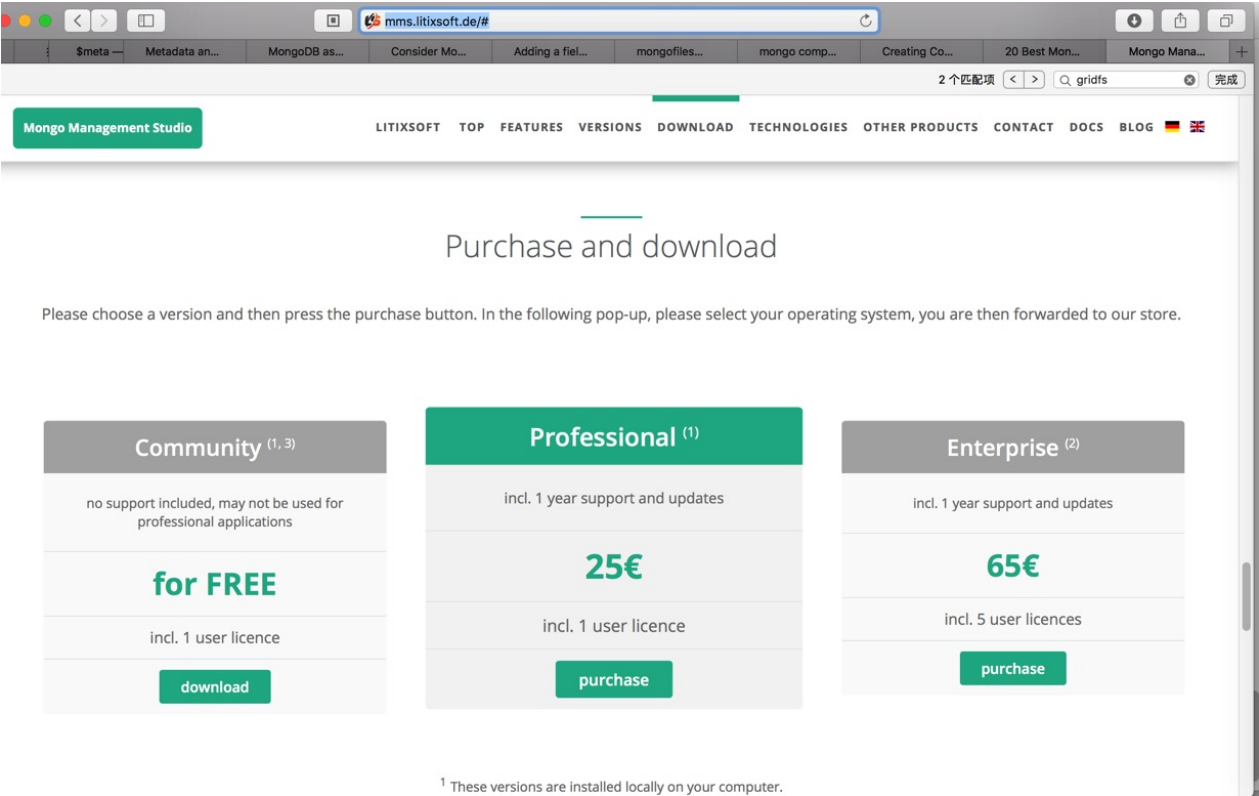 mms.litixsoft.de/#
$meta —
Metadata an...
MongoDB as...
Consider Mo...
Adding a fiel...
mongofiles...
mongo comp...
Creating Co...
20 Best Mon...
Mongo Mana...
2 个匹配项 < > gridfs 完成
Mongo Management Studio
LITIXSOFT TOP FEATURES VERSIONS DOWNLOAD TECHNOLOGIES OTHER PRODUCTS CONTACT DOCS BLOG
Purchase and download
Please choose a version and then press the purchase button. In the following pop-up, please select your operating system, you are then forwarded to our store.
Community (1, 3)
no support included, may not be used for
professional applications
for FREE
incl. 1 user licence
download
Professional (1)
incl. 1 year support and updates
25€
incl. 1 user licence
purchase
Enterprise (2)
incl. 1 year support and updates
65€
incl. 5 user licences
purchase
1 These versions are installed locally on your computer.